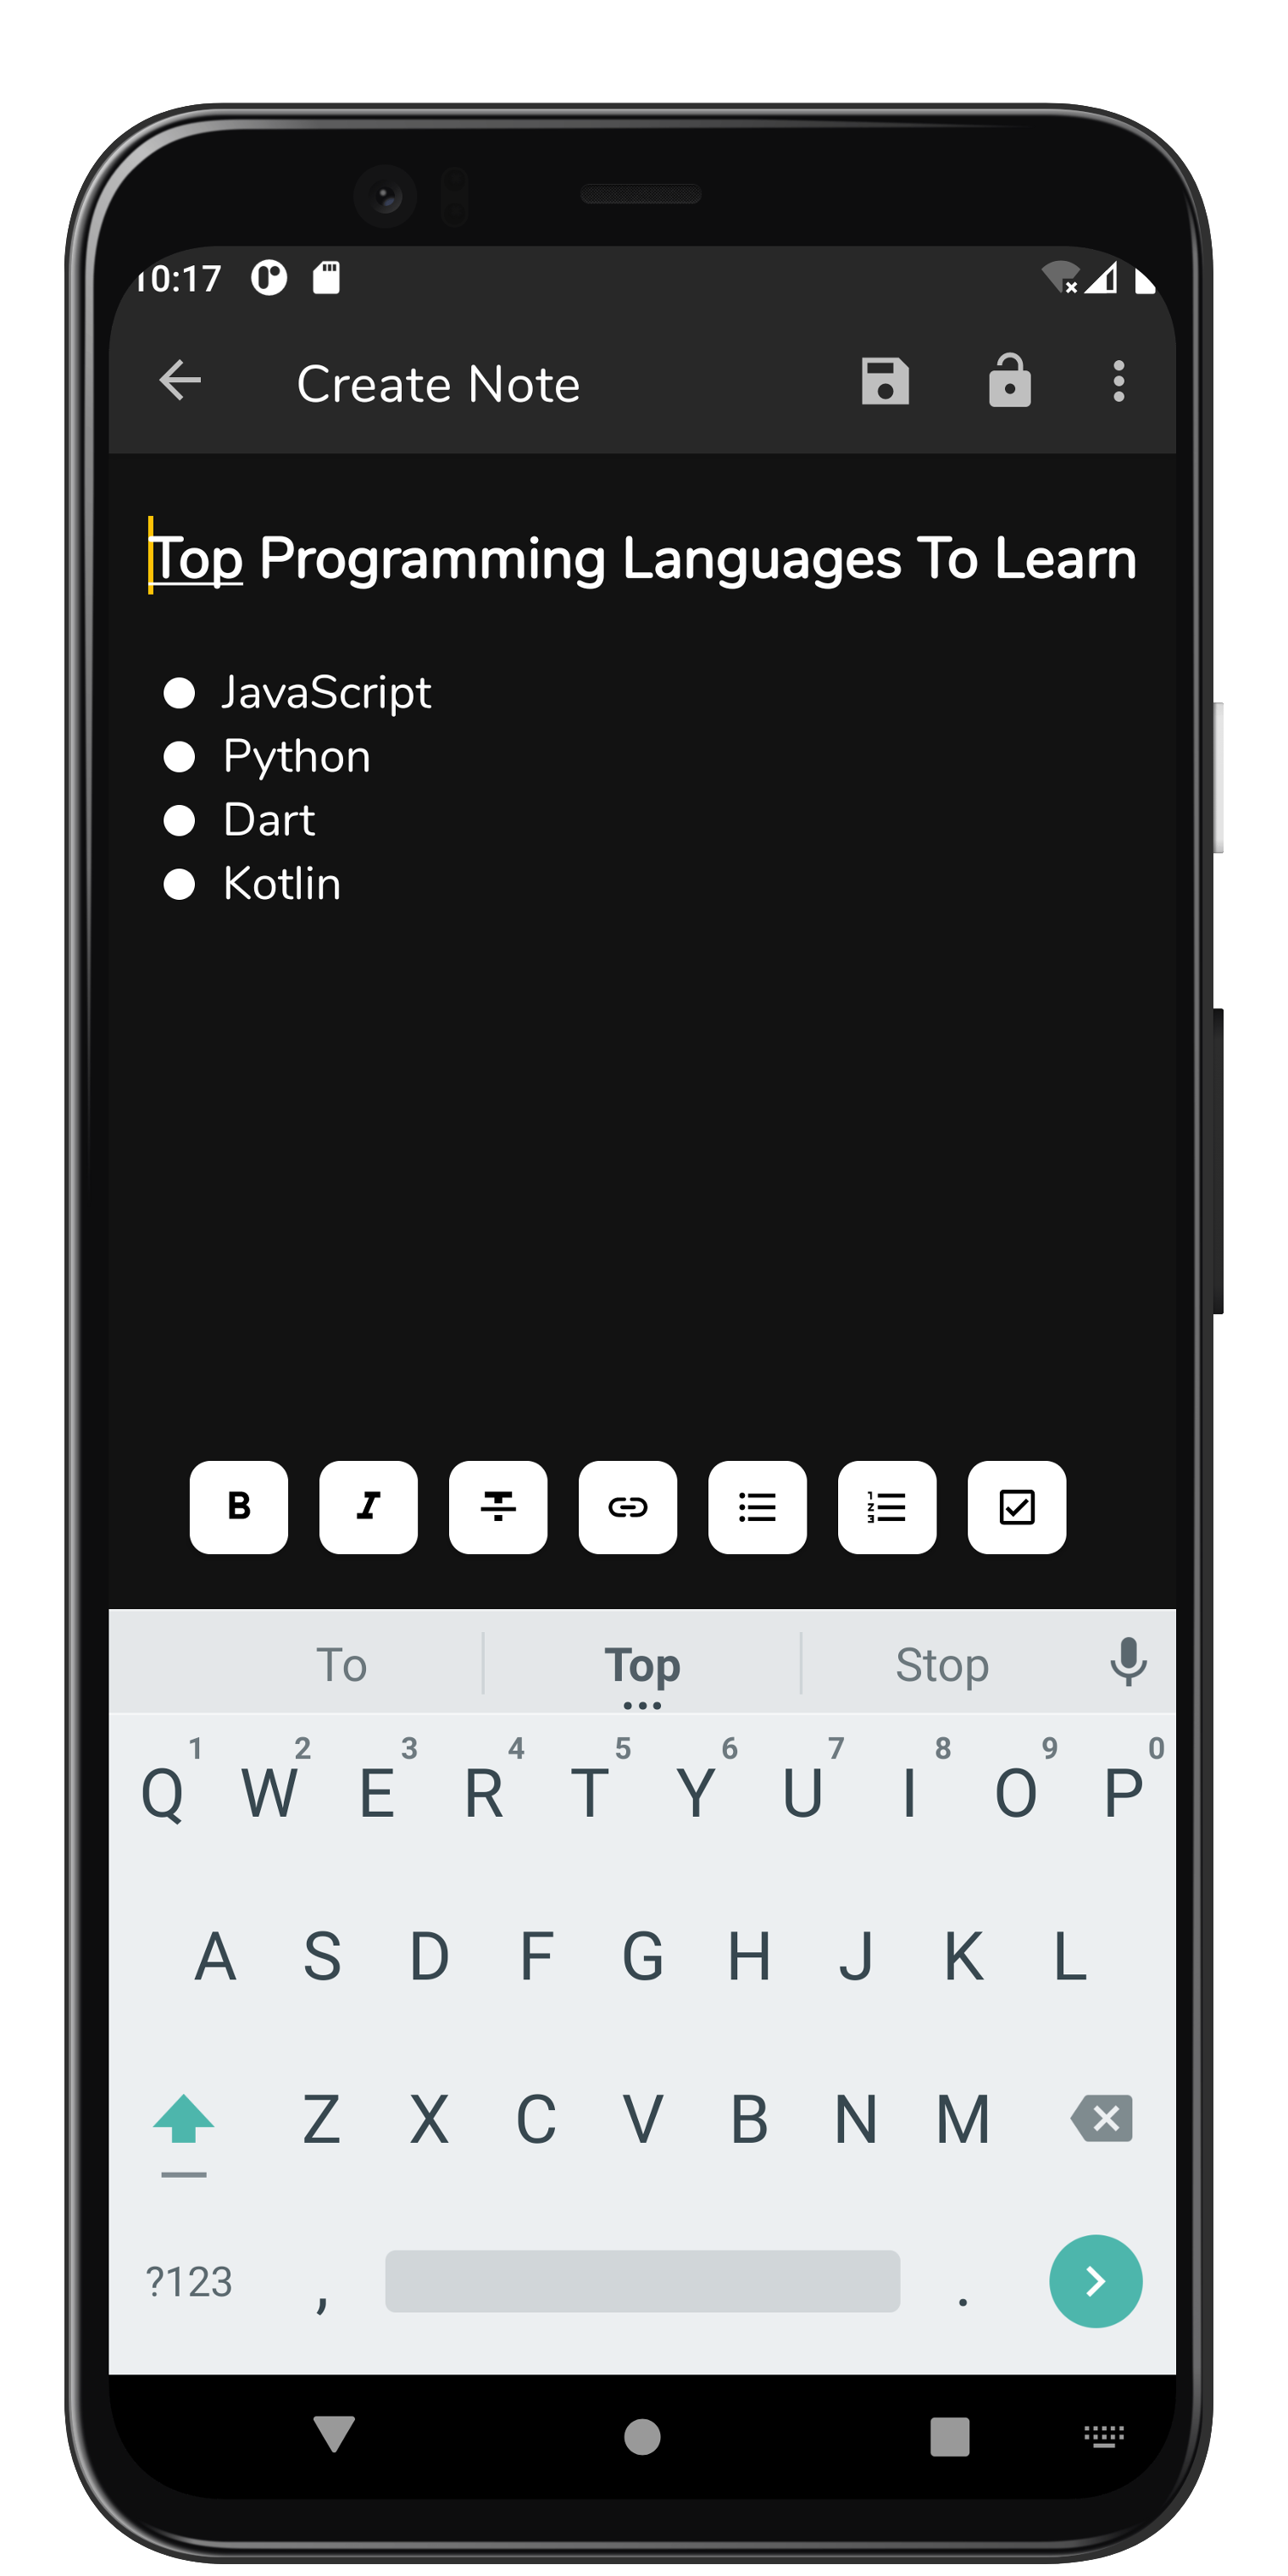 10:17
Create Note
Top Programming Languages To Learn
JavaScript
Python
Dart
Kotlin
B I T
To Top Stop
1 2 3 4 5 6 7 8 9 0
Q W E R T Y U I O P
A S D F G H J K L
Z X C V B N M
?123 , .